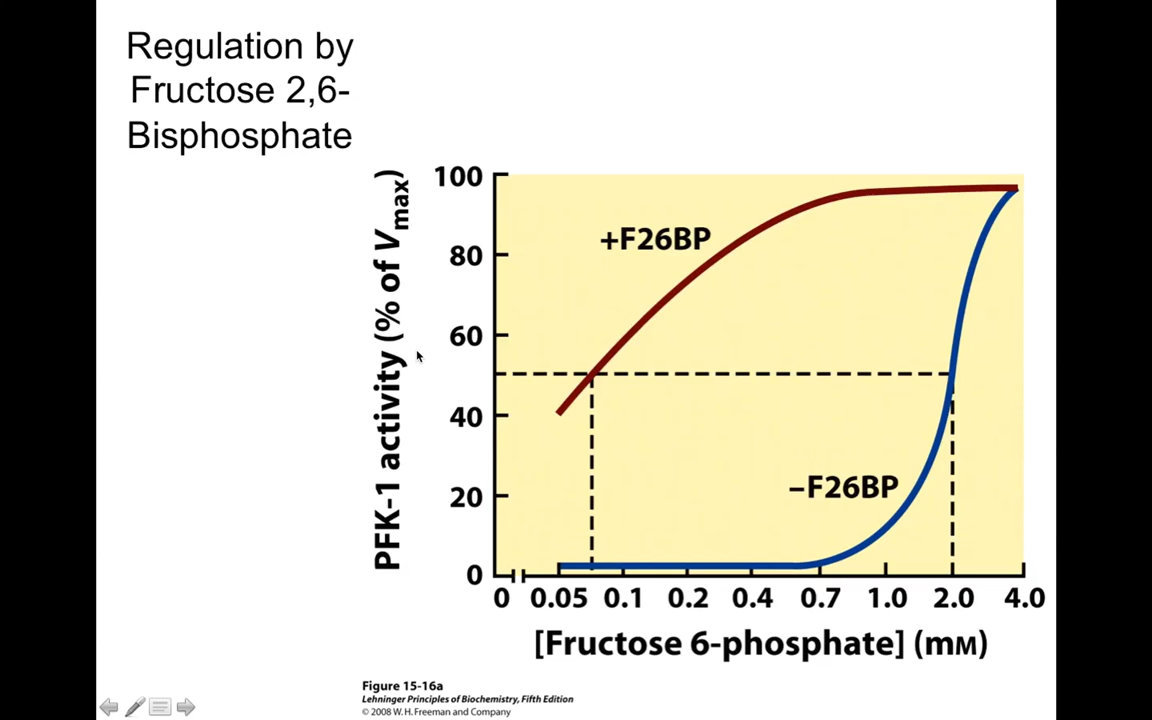 Regulation by
Fructose 2,6-
Bisphosphate
PFK-1 activity (% of Vmax)
100
80
60
40
20
0
+F26BP
–F26BP
0 0.05 0.1 0.2 0.4 0.7 1.0 2.0 4.0
[Fructose 6-phosphate] (mM)
Figure 15-16a
Lehninger Principles of Biochemistry, Fifth Edition
© 2008 W. H. Freeman and Company